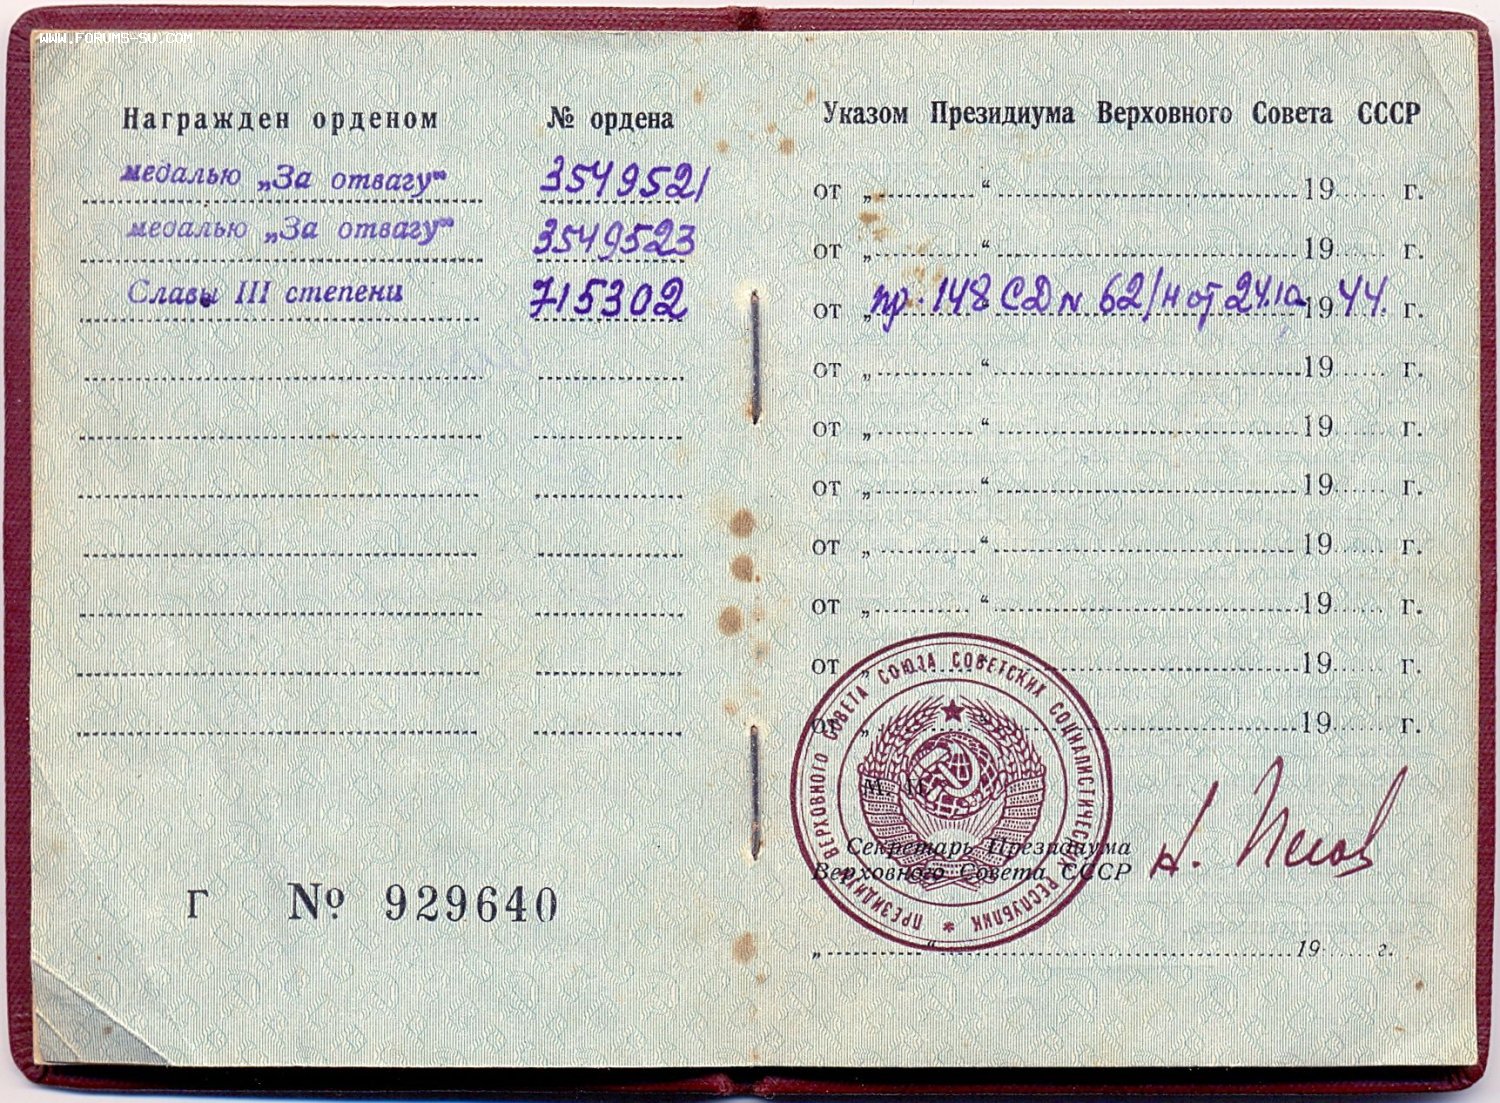 www.forums-su.com
Награжден орденом
№ ордена
медалью „За отвагу“
3549521
медалью „За отвагу“
3549523
Славы III степени
715302
Г № 929640
Указом Президиума Верховного Совета СССР
от „ “ 19 г.
от „ “ 19 г.
от „ пр. 148 СД № 62/н от 24.10 “ 1944. г.
от „ “ 19 г.
от „ “ 19 г.
от „ “ 19 г.
от „ “ 19 г.
от „ “ 19 г.
от „ “ 19 г.
от „ “ 19 г.
М. П.
ПРЕЗИДИУМ ВЕРХОВНОГО СОВЕТА СОЮЗА СОВЕТСКИХ СОЦИАЛИСТИЧЕСКИХ РЕСПУБЛИК *
Секретарь Президиума
Верховного Совета СССР
„ “ 19 г.